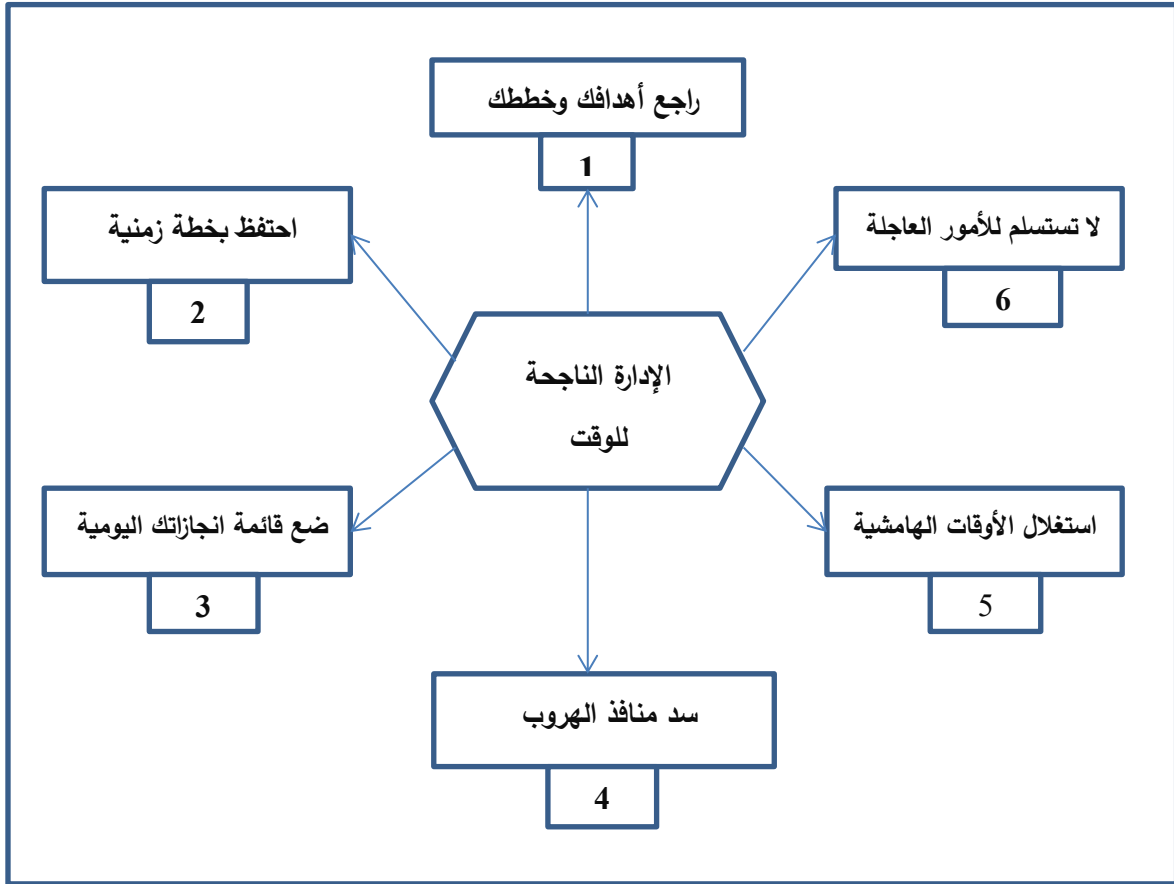 راجع أهدافك وخططك
1
احتفظ بخطة زمنية
2
لا تستسلم للأمور العاجلة
6
الإدارة الناجحة
للوقت
ضع قائمة انجازاتك اليومية
3
استغلال الأوقات الهامشية
5
سد منافذ الهروب
4